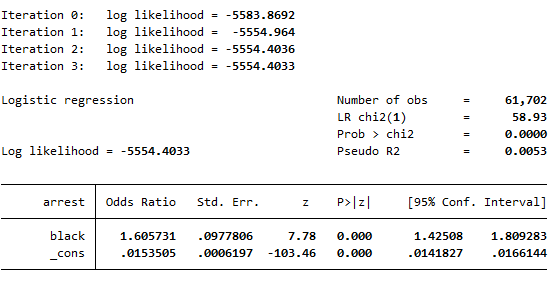 Iteration 0:   log likelihood = -5583.8692
Iteration 1:   log likelihood =  -5554.964
Iteration 2:   log likelihood = -5554.4036
Iteration 3:   log likelihood = -5554.4033
Logistic regression                             Number of obs     =     61,702
                                                LR chi2(1)        =      58.93
                                                Prob > chi2       =     0.0000
Log likelihood = -5554.4033                     Pseudo R2         =     0.0053
arrest   Odds Ratio   Std. Err.      z    P>|z|     [95% Conf. Interval]
black     1.605731   .0977806     7.78   0.000      1.42508    1.809283
_cons     .0153505   .0006197  -103.46   0.000     .0141827    .0166144